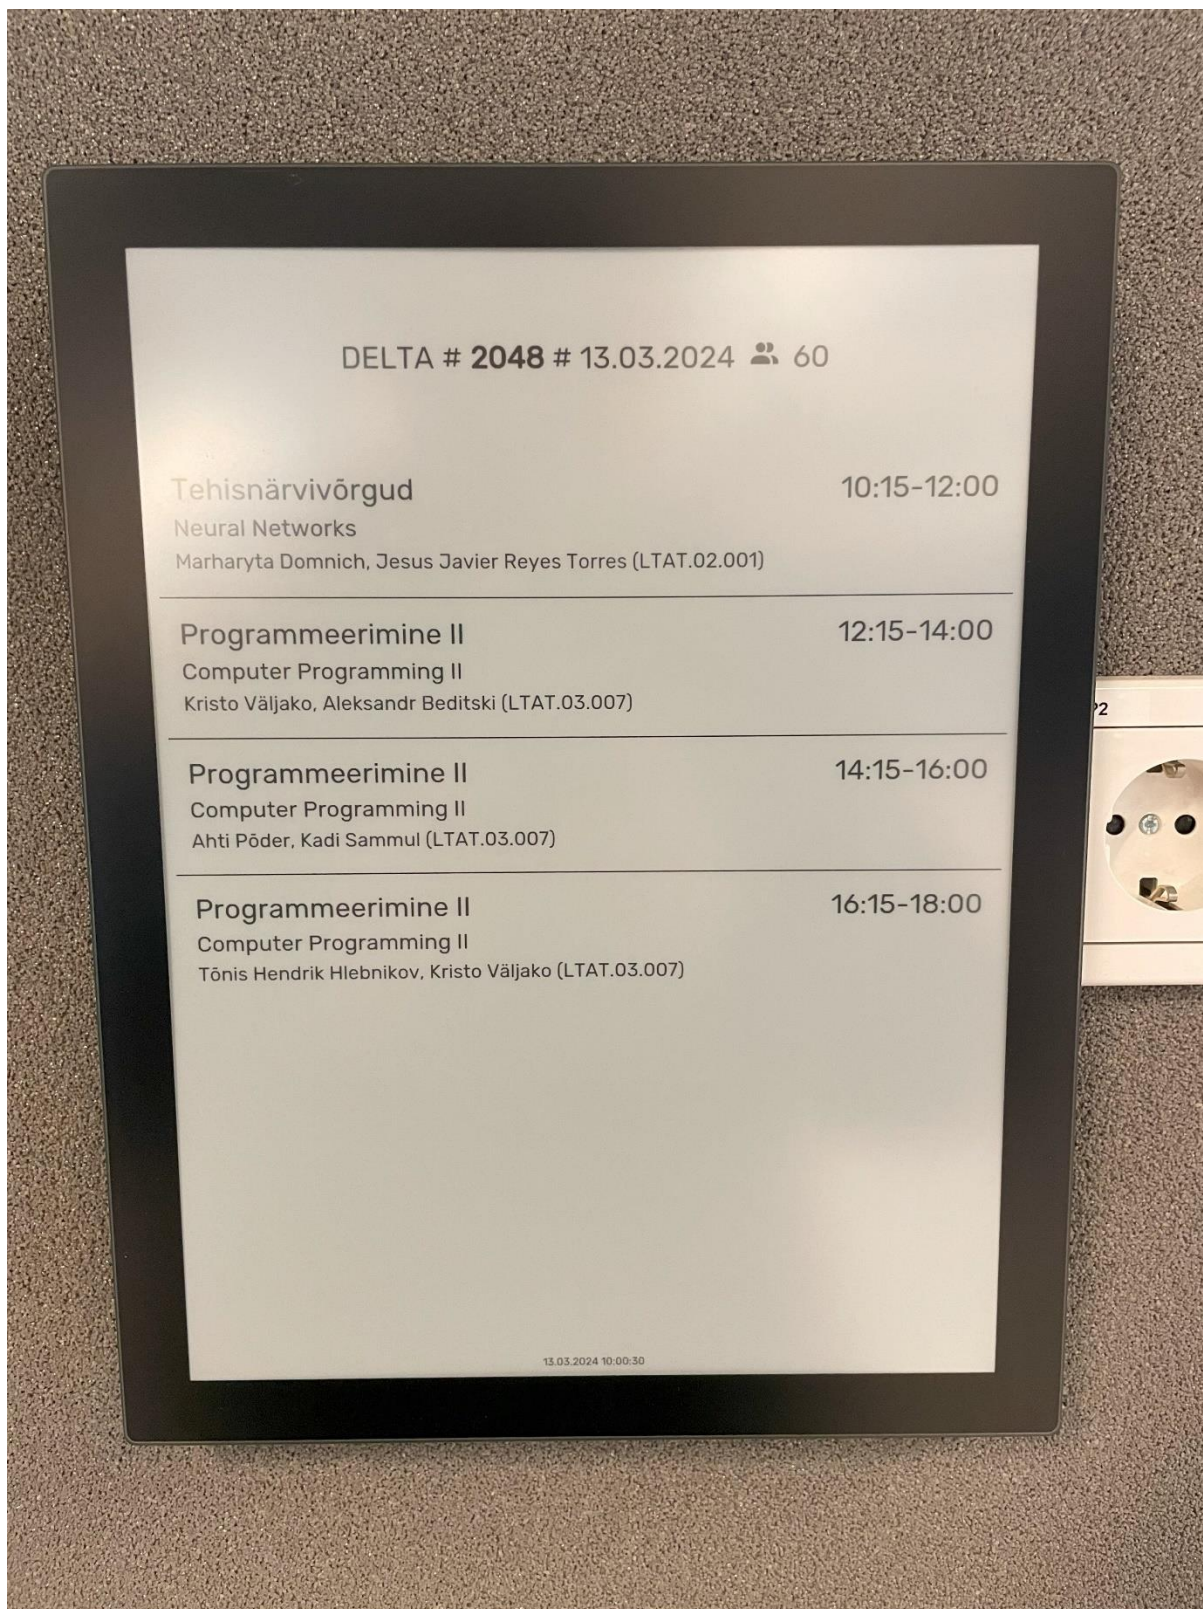 DELTA # 2048 # 13.03.2024 60
Tehisnärvivõrgud 10:15-12:00
Neural Networks
Marharyta Domnich, Jesus Javier Reyes Torres (LTAT.02.001)
Programmeerimine II 12:15-14:00
Computer Programming II
Kristo Väljako, Aleksandr Beditski (LTAT.03.007)
Programmeerimine II 14:15-16:00
Computer Programming II
Ahti Põder, Kadi Sammul (LTAT.03.007)
Programmeerimine II 16:15-18:00
Computer Programming II
Tõnis Hendrik Hlebnikov, Kristo Väljako (LTAT.03.007)
13.03.2024 10:00:30